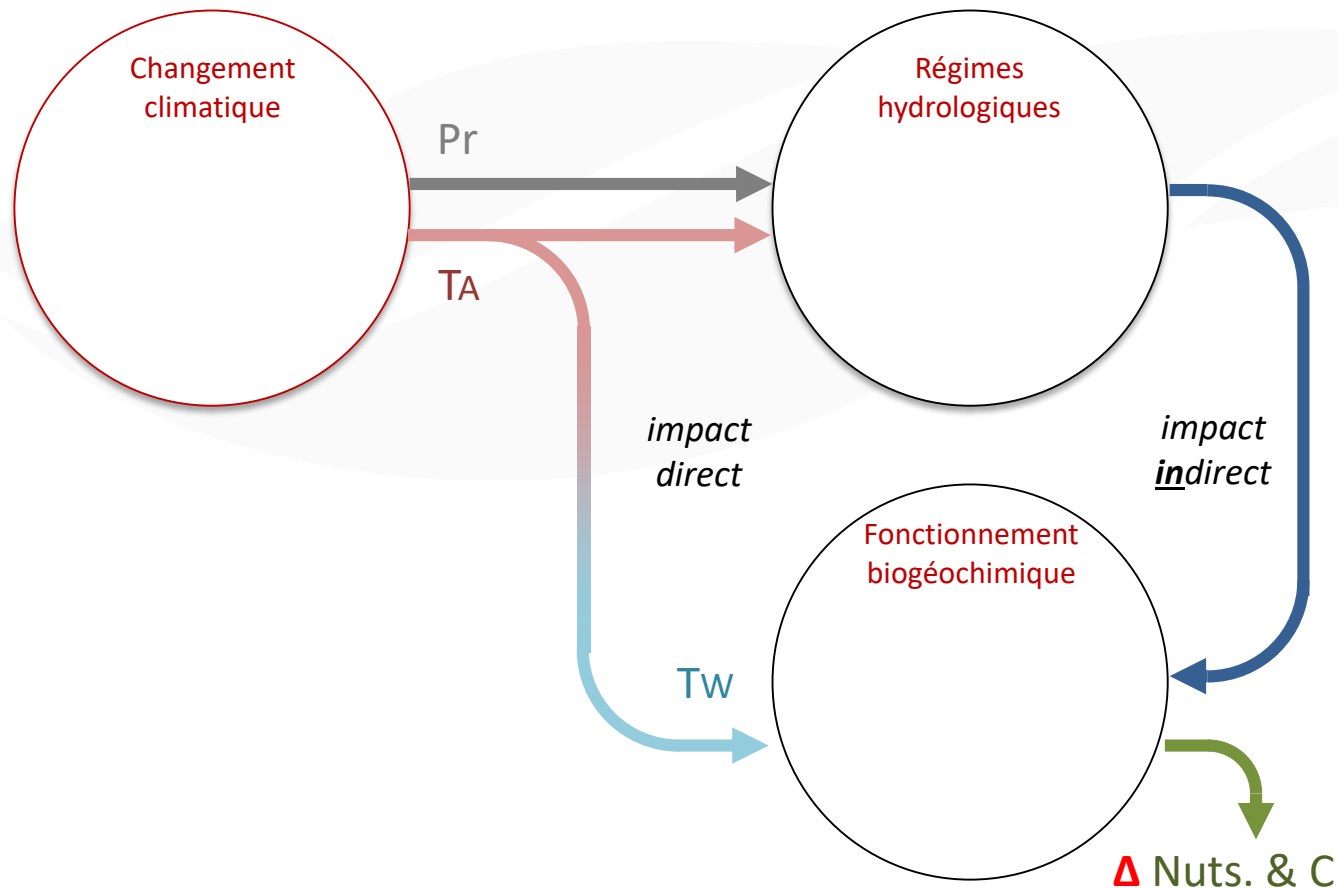 Changement
climatique
Régimes
hydrologiques
Pr
TA
impact
direct
impact
indirect
Fonctionnement
biogéochimique
TW
Δ Nuts. & C